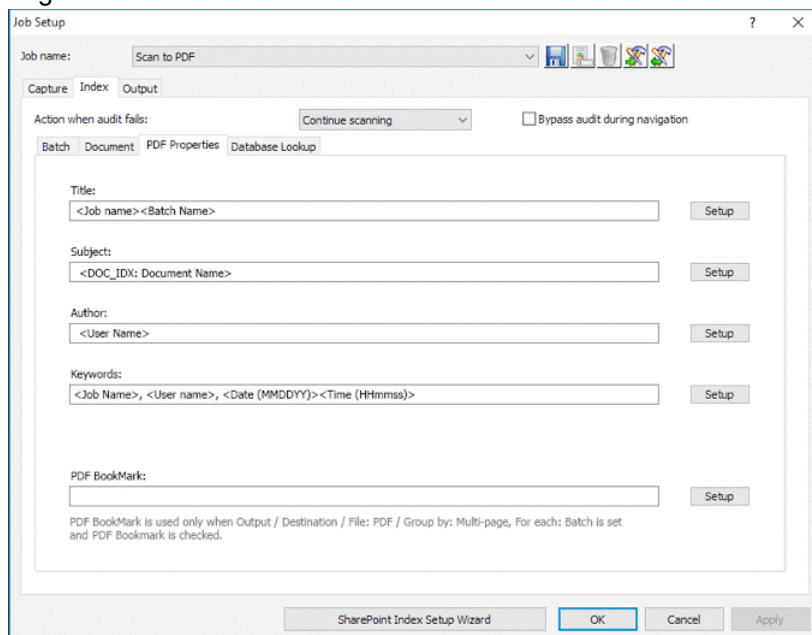 Job Setup
? X
Job name: Scan to PDF
Capture Index Output
Action when audit fails: Continue scanning Bypass audit during navigation
Batch Document PDF Properties Database Lookup
Title:
<Job name><Batch Name> Setup
Subject:
<DOC_IDX: Document Name> Setup
Author:
<User Name> Setup
Keywords:
<Job Name>, <User name>, <Date (MMDDYY)><Time (HHmmss)> Setup
PDF BookMark:
Setup
PDF BookMark is used only when Output / Destination / File: PDF / Group by: Multi-page, For each: Batch is set
and PDF Bookmark is checked.
SharePoint Index Setup Wizard OK Cancel Apply